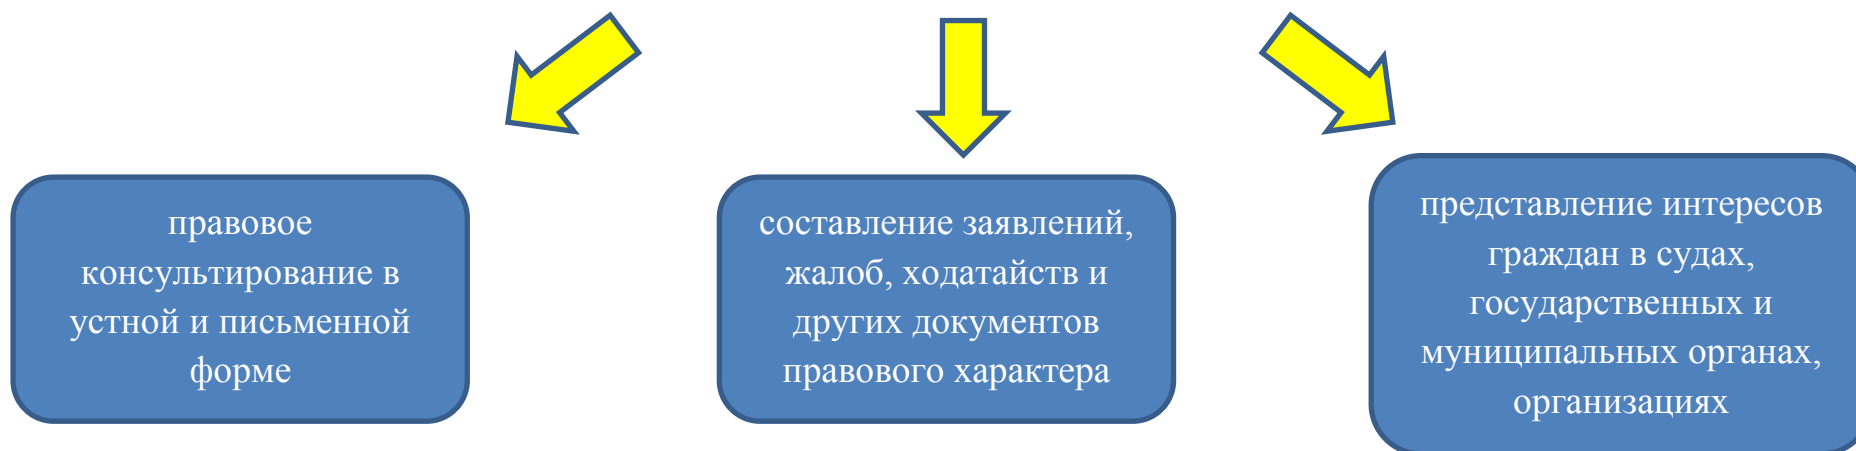 правовое
консультирование в
устной и письменной
форме
составление заявлений,
жалоб, ходатайств и
других документов
правового характера
представление интересов
граждан в судах,
государственных и
муниципальных органах,
организациях